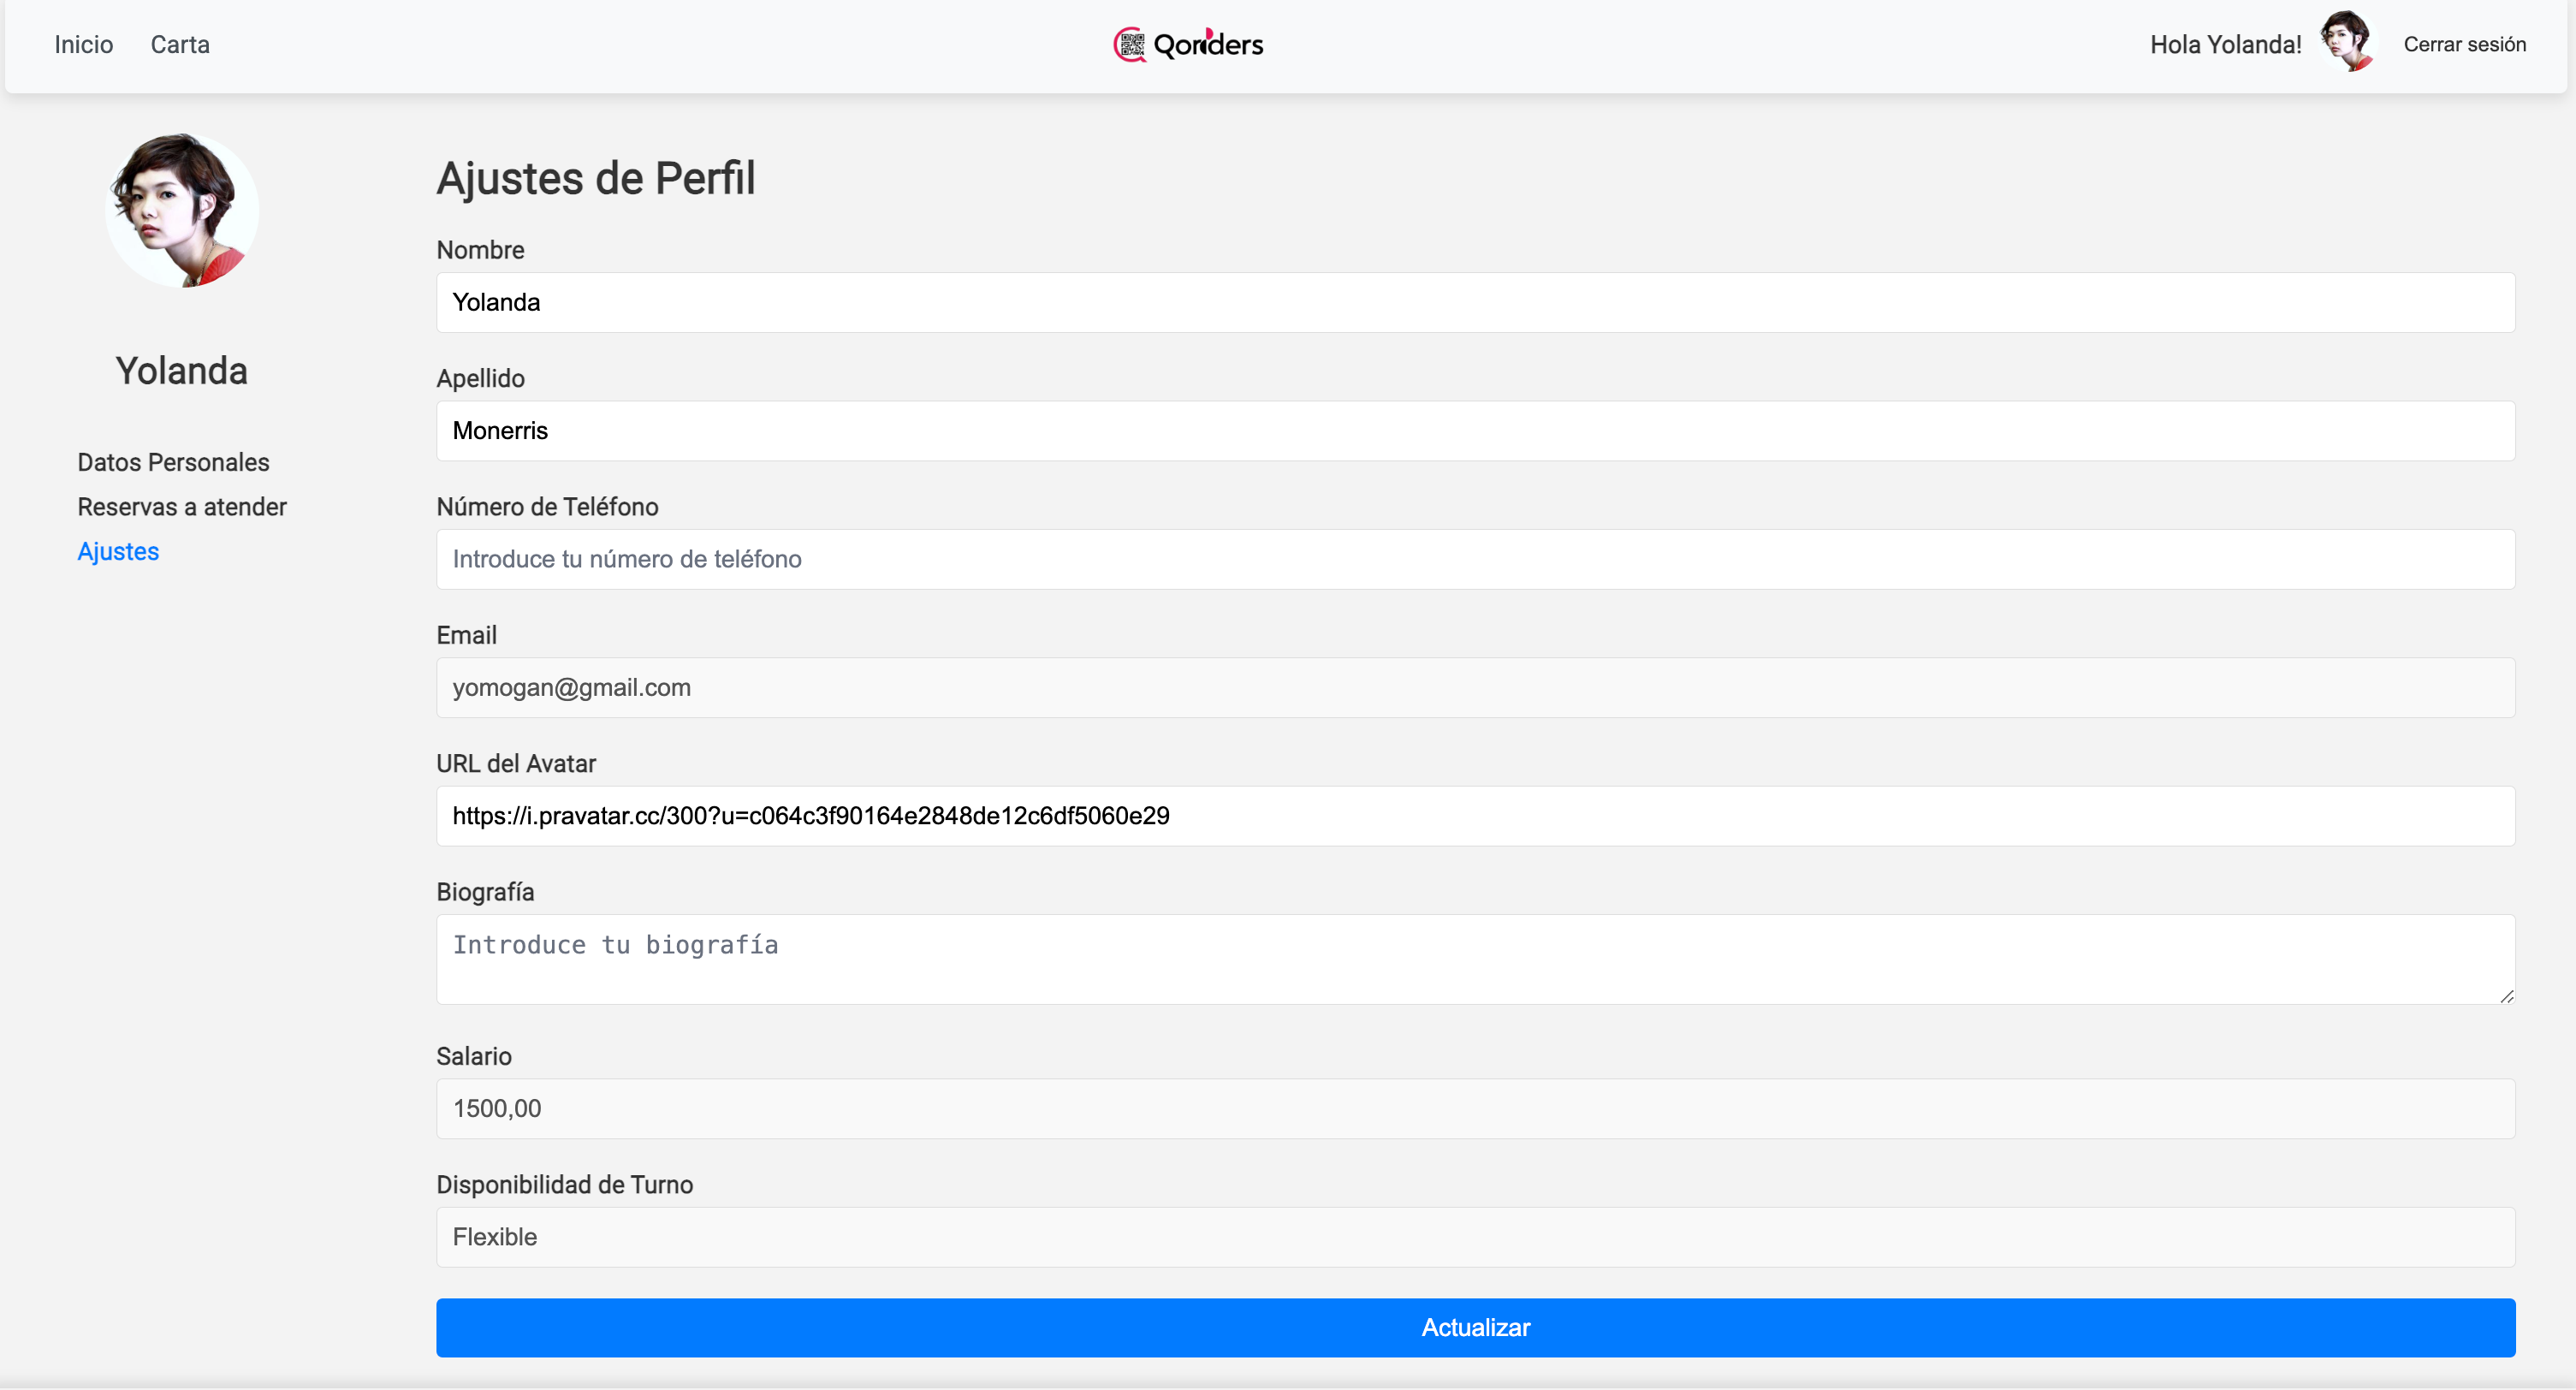 Inicio Carta Qorders Hola Yolanda! Cerrar sesión
Yolanda
Datos Personales
Reservas a atender
Ajustes
Ajustes de Perfil
Nombre
Yolanda
Apellido
Monerris
Número de Teléfono
Introduce tu número de teléfono
Email
yomogan@gmail.com
URL del Avatar
https://i.pravatar.cc/300?u=c064c3f90164e2848de12c6df5060e29
Biografía
Introduce tu biografía
Salario
1500,00
Disponibilidad de Turno
Flexible
Actualizar